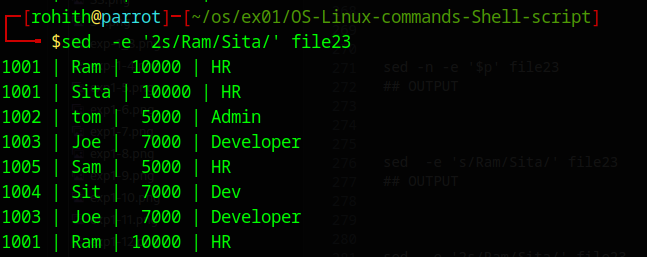 ┌─[rohith@parrot]─[~/os/ex01/OS-Linux-commands-Shell-script]
└──╼ $sed  -e '2s/Ram/Sita/' file23
1001 | Ram | 10000 | HR
1001 | Sita | 10000 | HR
1002 | tom |  5000 | Admin
1003 | Joe |  7000 | Developer
1005 | Sam |  5000 | HR
1004 | Sit |  7000 | Dev
1003 | Joe |  7000 | Developer
1001 | Ram | 10000 | HR
271 sed -n -e '$p' file23
272 ## OUTPUT
273
274
275
276 sed  -e 's/Ram/Sita/' file23
277 ## OUTPUT
278
279
280